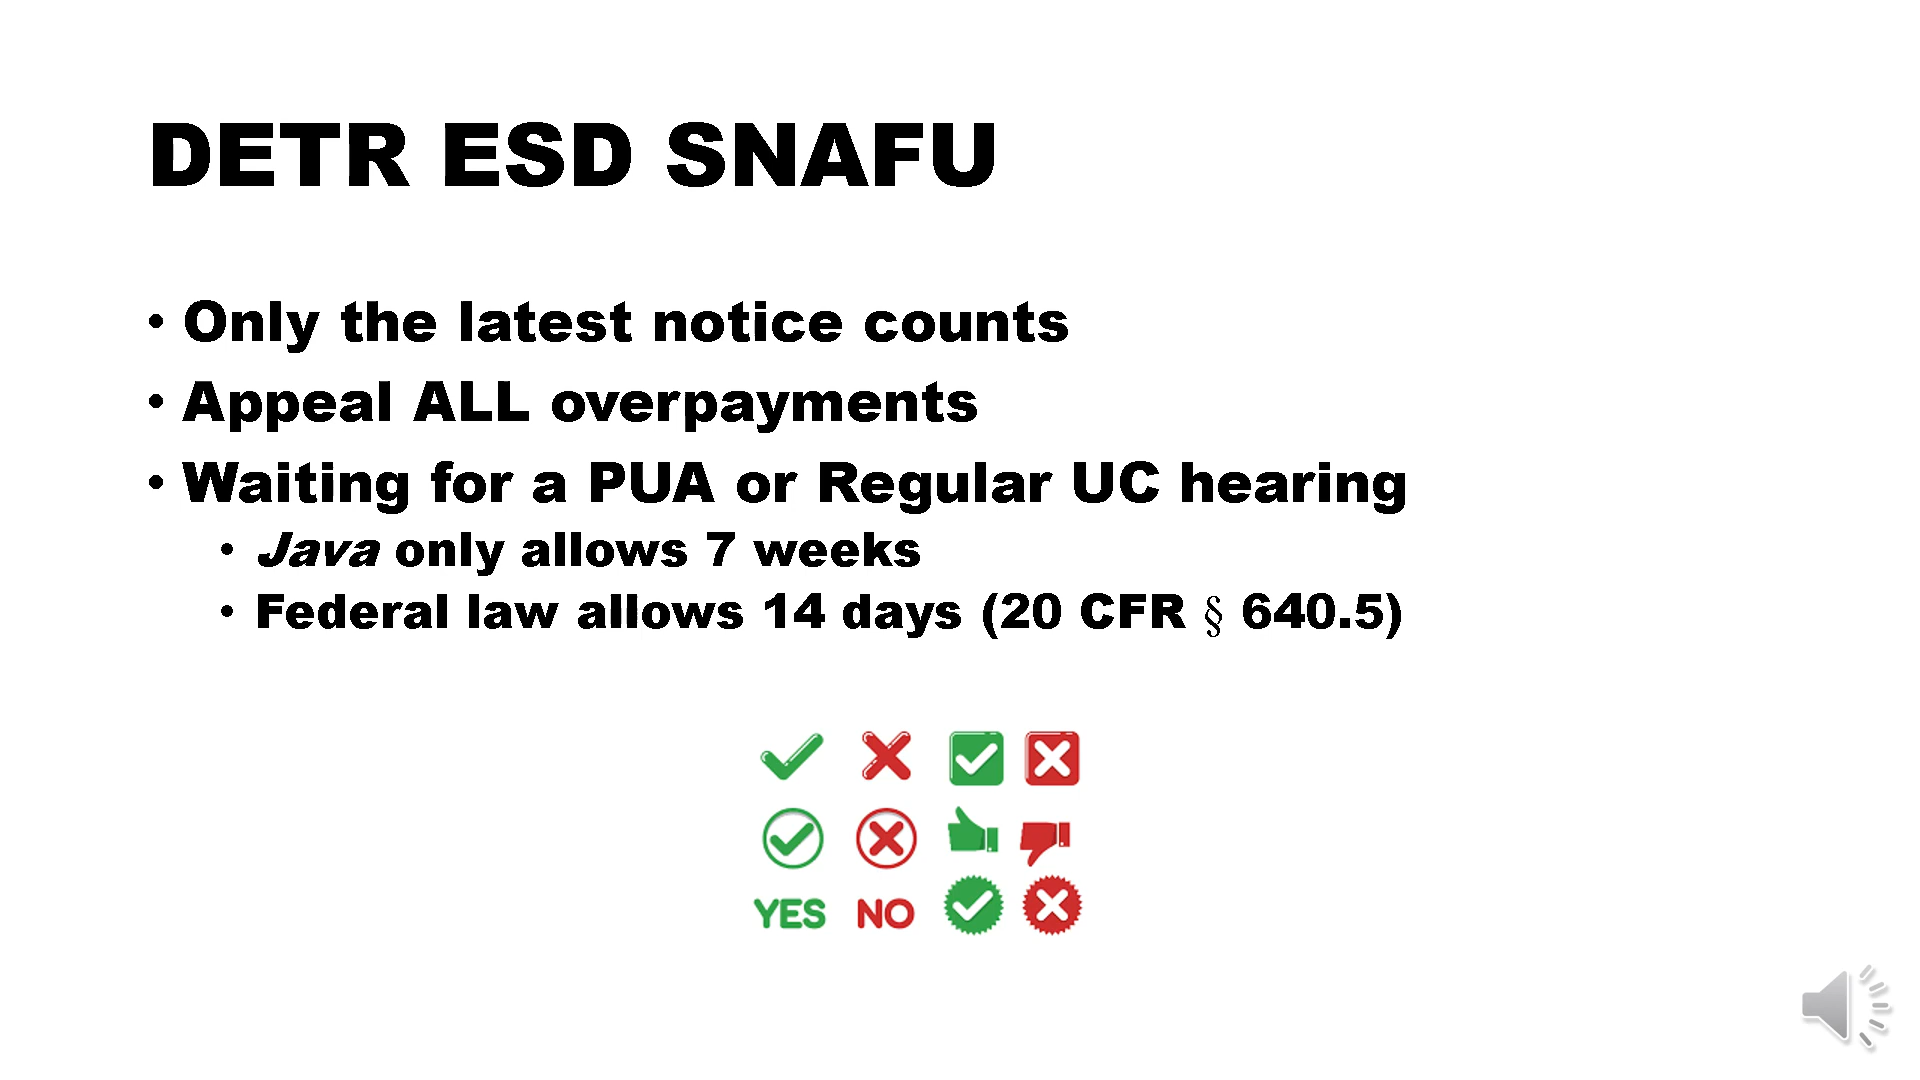 DETR ESD SNAFU
• Only the latest notice counts
• Appeal ALL overpayments
• Waiting for a PUA or Regular UC hearing
• Java only allows 7 weeks
• Federal law allows 14 days (20 CFR § 640.5)
YES NO